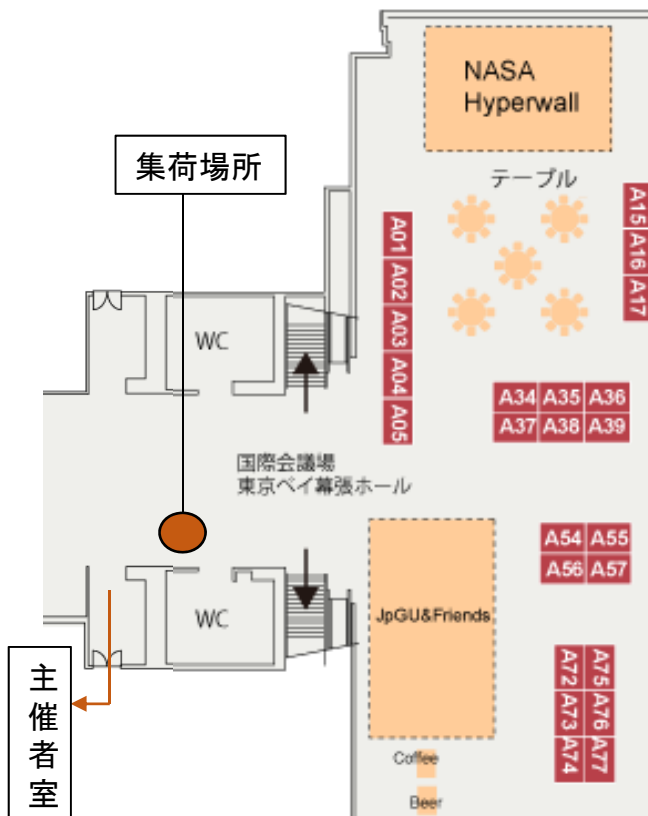 NASA
Hyperwall
集荷場所
テーブル
A15
A16
A17
A01
A02
A03
A04
A05
WC
A34 A35 A36
A37 A38 A39
国際会議場
東京ベイ幕張ホール
A54 A55
A56 A57
WC
JpGU&Friends
主催者室
A72 A75
A73 A76
A74 A77
Coffee
Beer